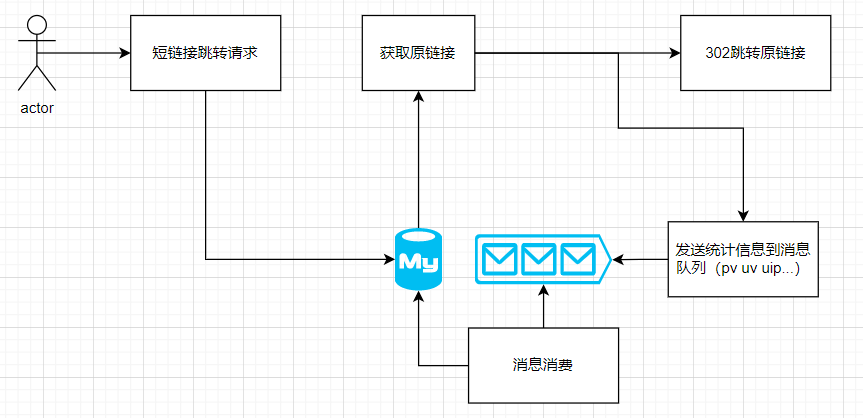 短链接跳转请求
获取原链接
302跳转原链接
actor
My
发送统计信息到消息
队列（pv uv uip...）
消息消费